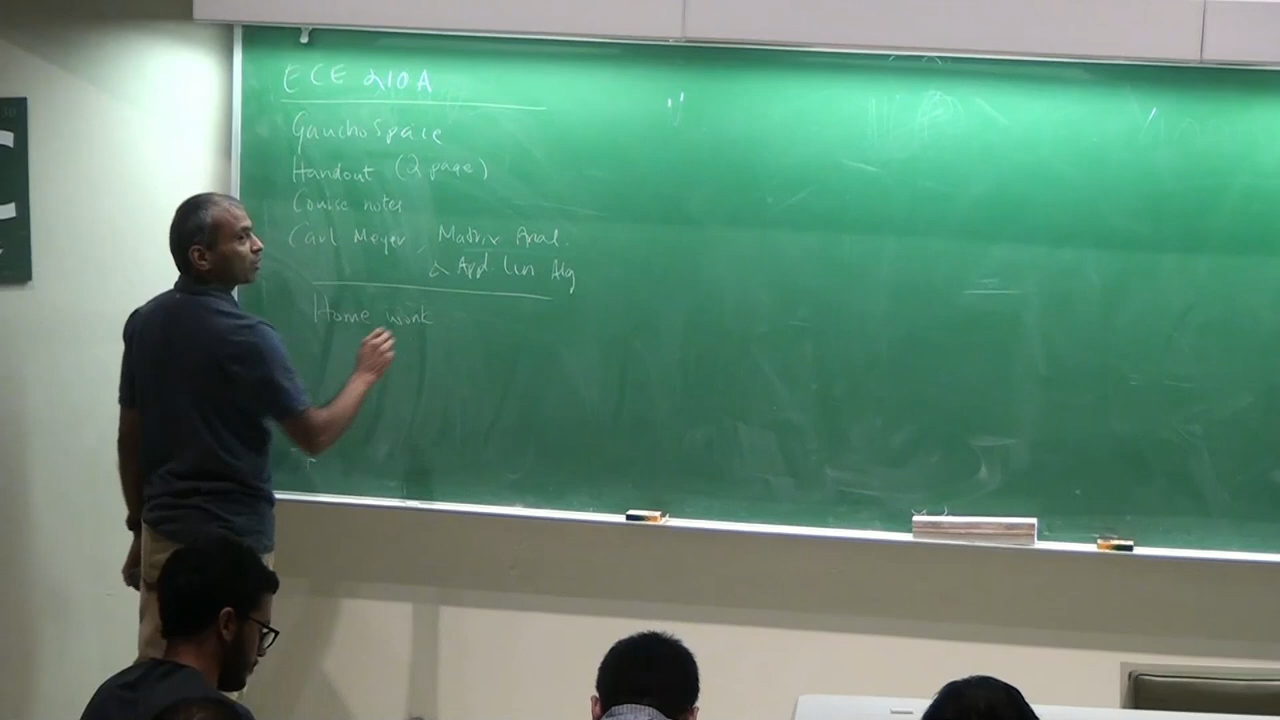 ECE 210A
GauchoSpace
Handout (2 page)
Course notes
Carl Meyer, Matrix Anal.
& Appl. Lin Alg
Home work